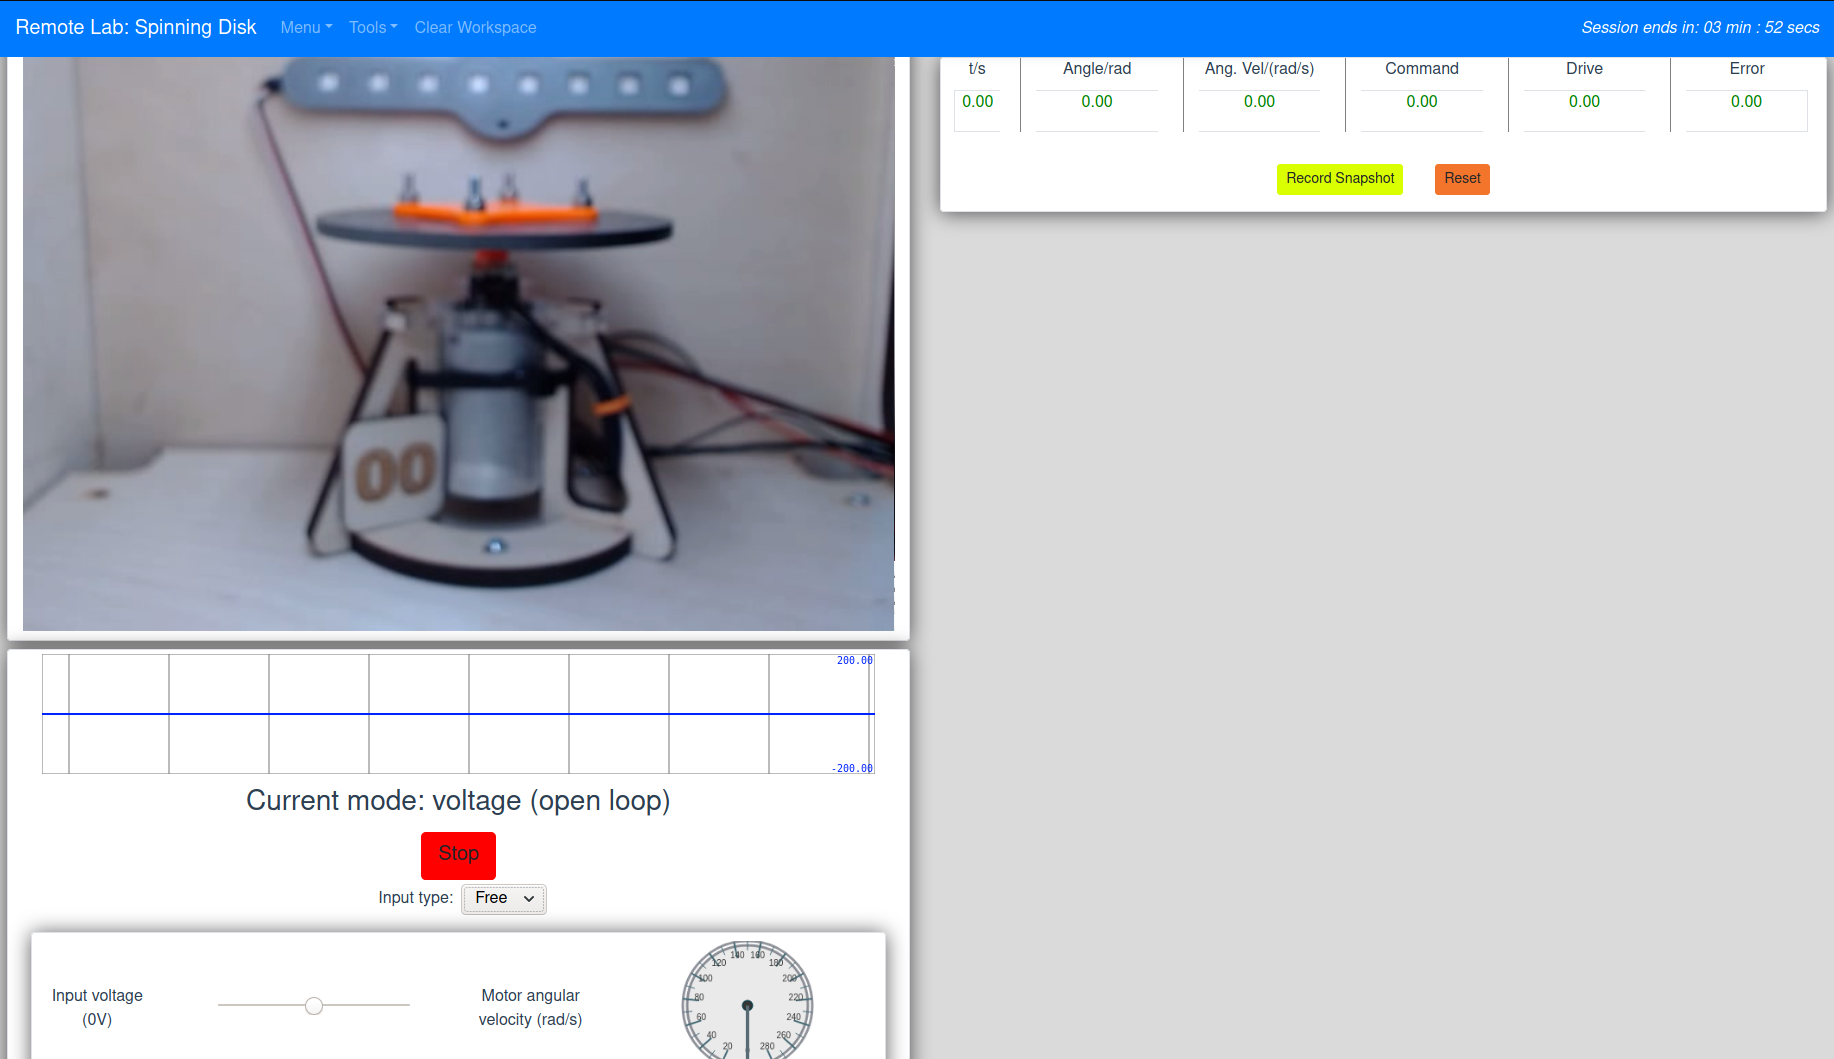 Remote Lab: Spinning Disk Menu Tools Clear Workspace Session ends in: 03 min : 52 secs
t/s Angle/rad Ang. Vel/(rad/s) Command Drive Error
0.00 0.00 0.00 0.00 0.00 0.00
Record Snapshot Reset
00
200.00
-200.00
Current mode: voltage (open loop)
Stop
Input type: Free
Input voltage
(0V)
Motor angular
velocity (rad/s)
140 160
120 180
100 200
80 220
60 240
40 260
20 280